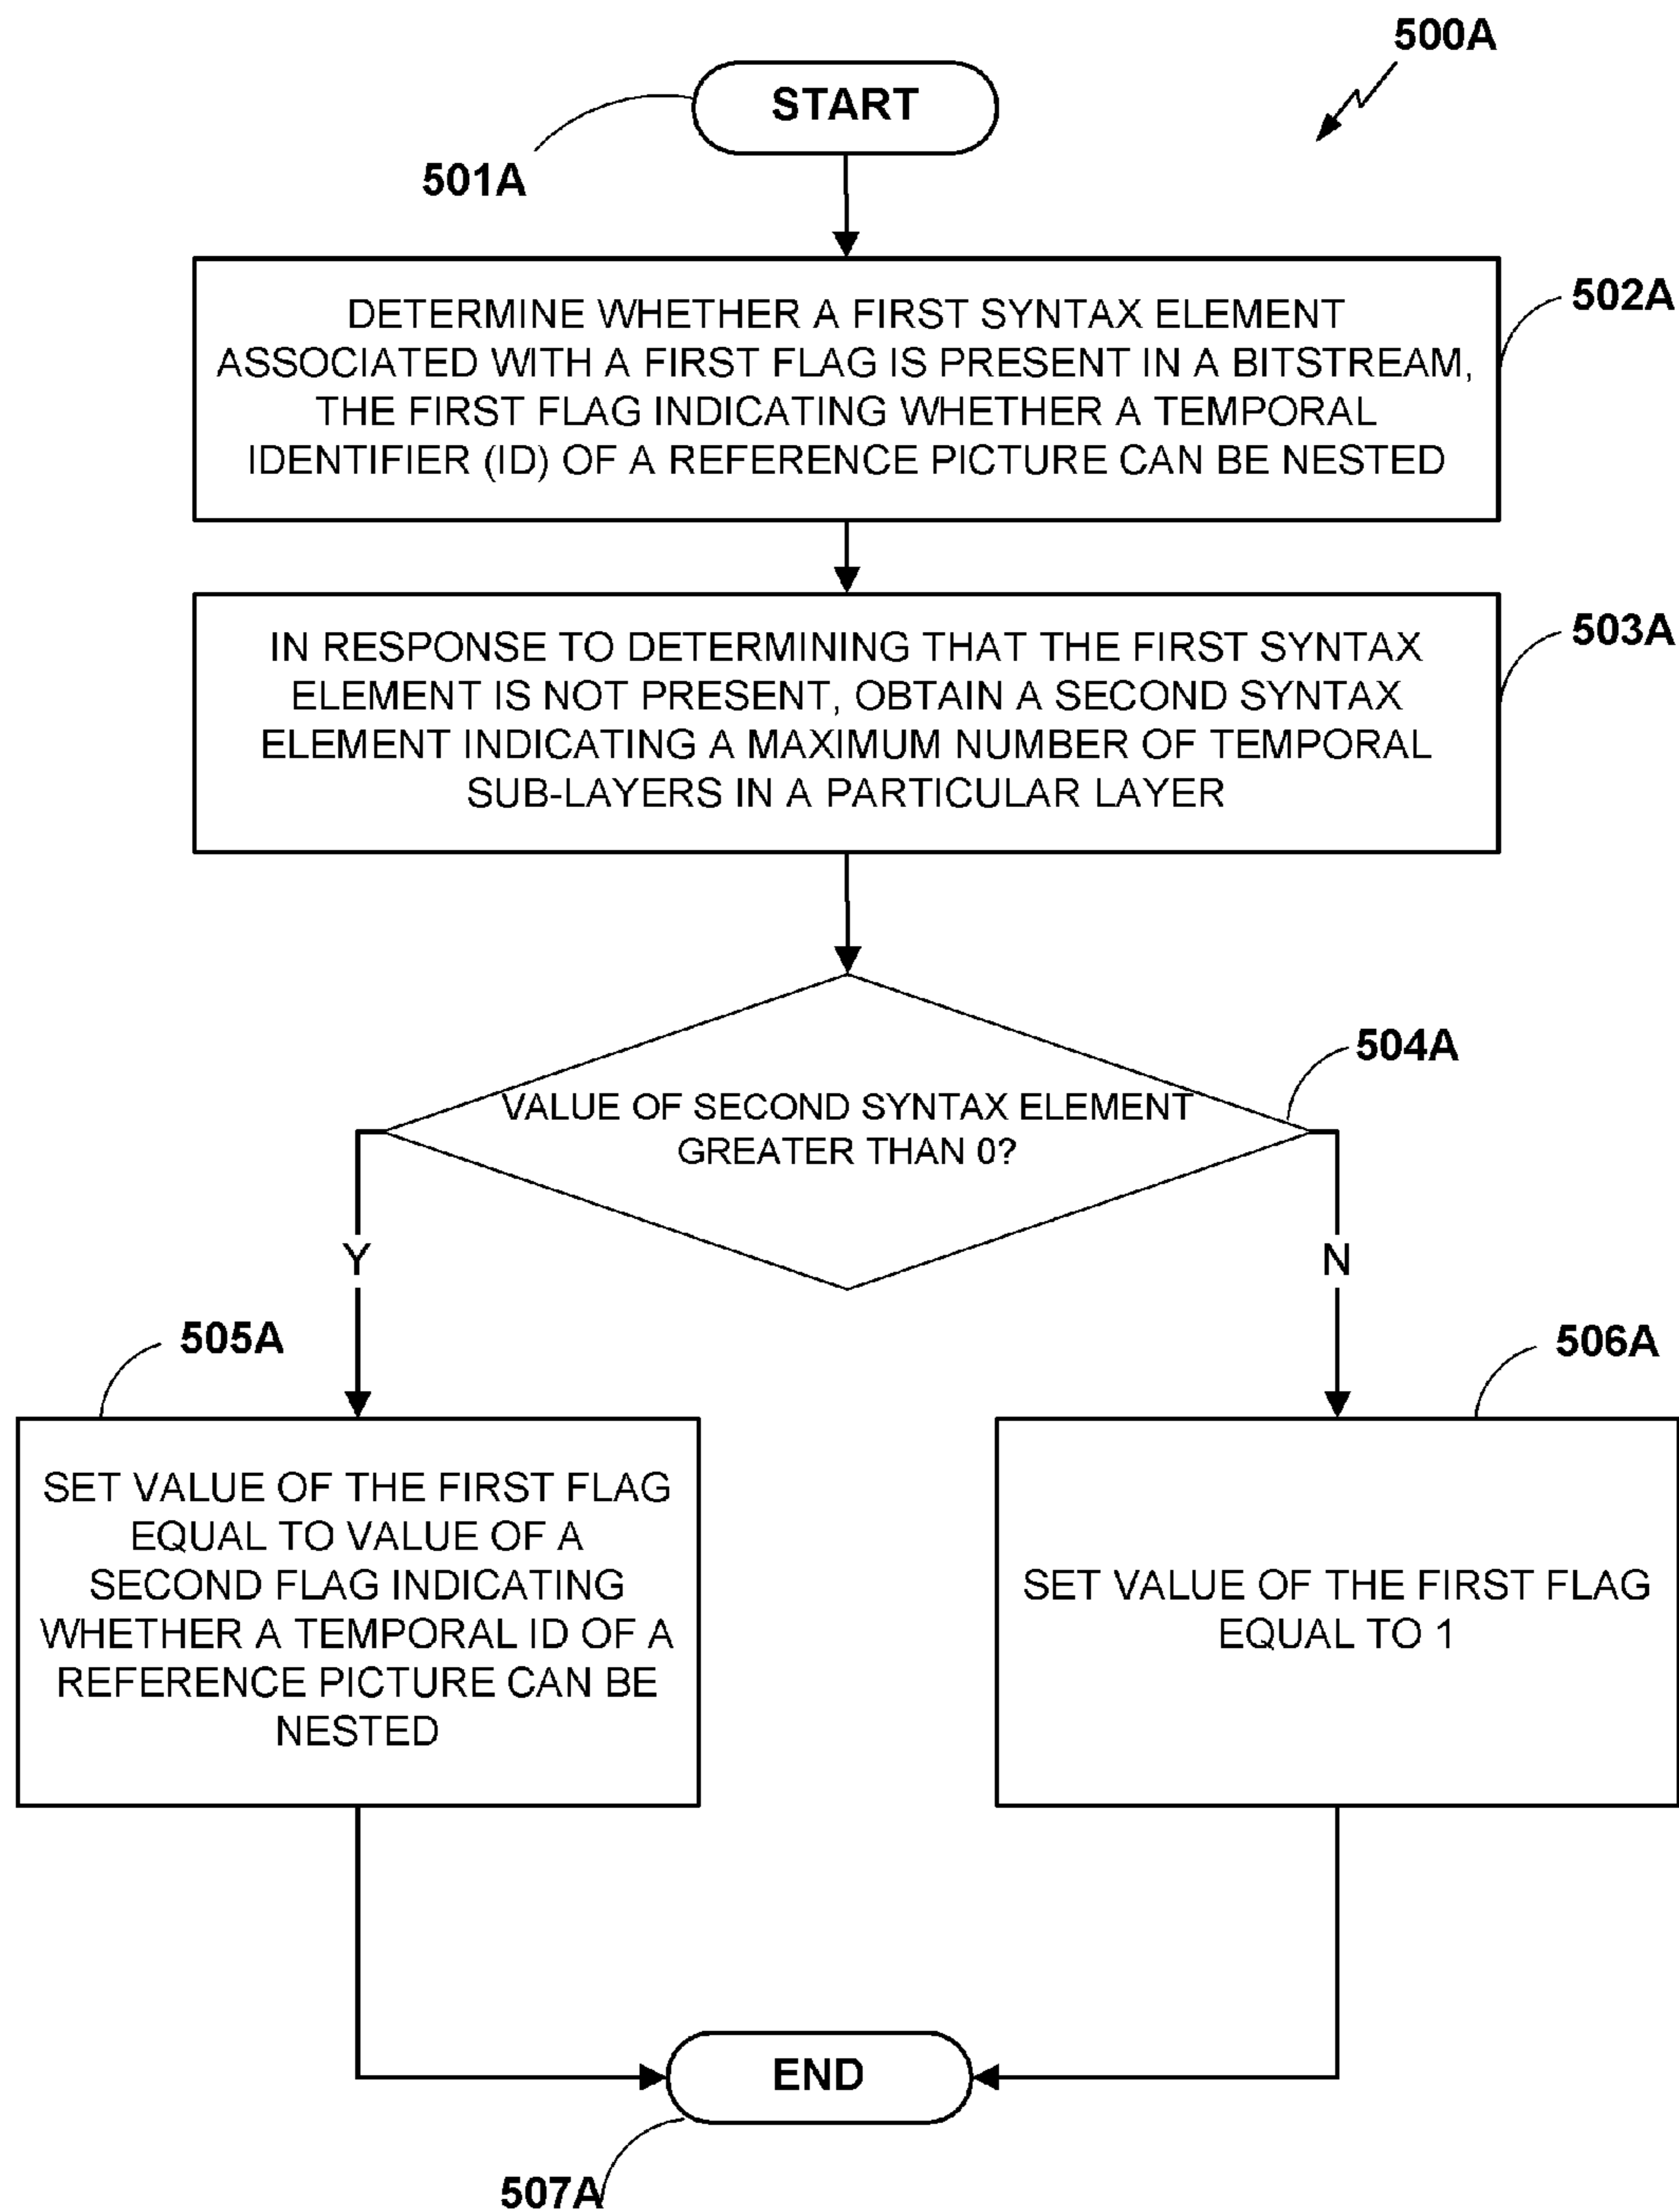 500A
START
501A
DETERMINE WHETHER A FIRST SYNTAX ELEMENT
ASSOCIATED WITH A FIRST FLAG IS PRESENT IN A BITSTREAM,
THE FIRST FLAG INDICATING WHETHER A TEMPORAL
IDENTIFIER (ID) OF A REFERENCE PICTURE CAN BE NESTED
502A
IN RESPONSE TO DETERMINING THAT THE FIRST SYNTAX
ELEMENT IS NOT PRESENT, OBTAIN A SECOND SYNTAX
ELEMENT INDICATING A MAXIMUM NUMBER OF TEMPORAL
SUB-LAYERS IN A PARTICULAR LAYER
503A
VALUE OF SECOND SYNTAX ELEMENT
GREATER THAN 0?
504A
Y
N
505A
SET VALUE OF THE FIRST FLAG
EQUAL TO VALUE OF A
SECOND FLAG INDICATING
WHETHER A TEMPORAL ID OF A
REFERENCE PICTURE CAN BE
NESTED
506A
SET VALUE OF THE FIRST FLAG
EQUAL TO 1
END
507A